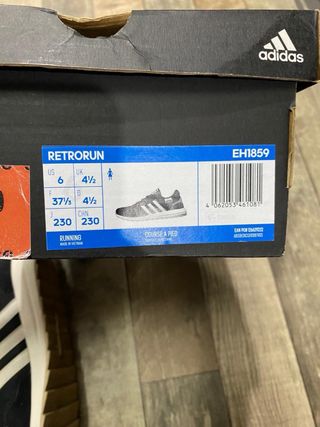 adidas
RETRORUN EH1859
US UK
6 4½
F D
37⅓ 4½
J CHN
230 230
RUNNING COURSE À PIED
MADE IN VIETNAM
4 062053 461081